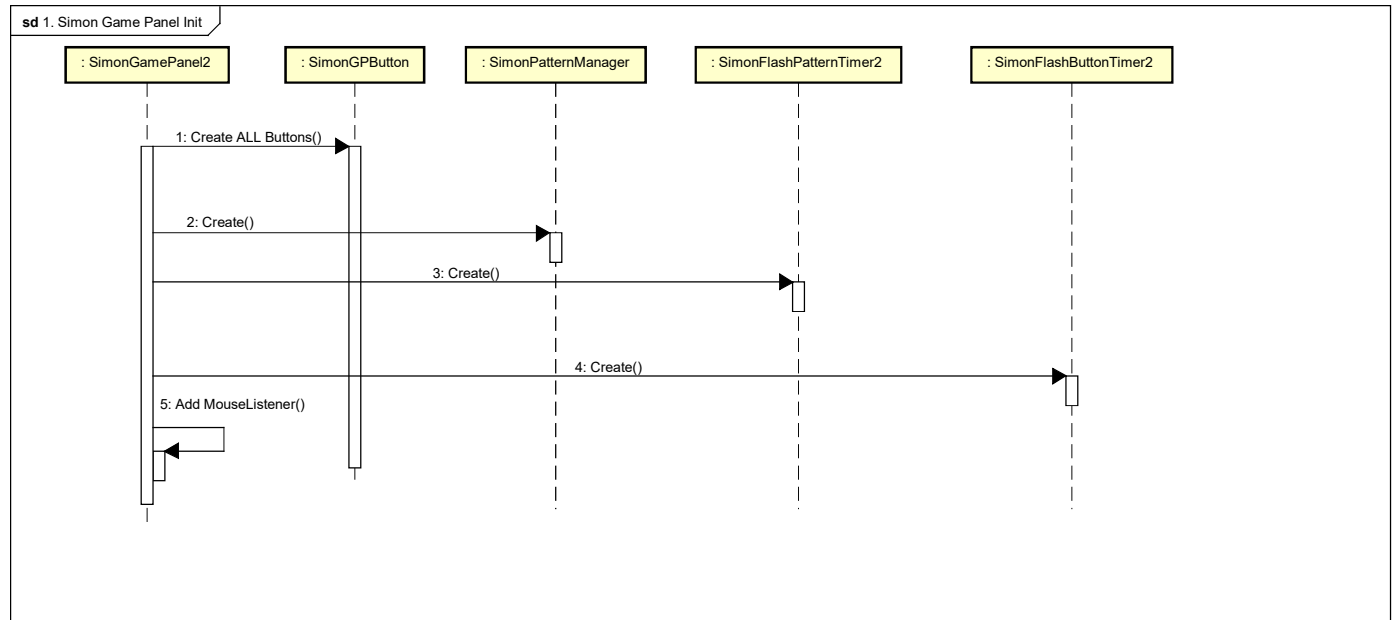 sd 1. Simon Game Panel Init
: SimonGamePanel2
: SimonGPButton
: SimonPatternManager
: SimonFlashPatternTimer2
: SimonFlashButtonTimer2
1: Create ALL Buttons()
2: Create()
3: Create()
4: Create()
5: Add MouseListener()